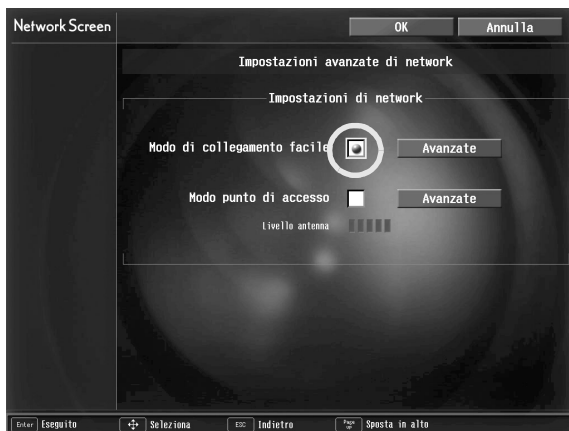 Network Screen
OK
Annulla
Impostazioni avanzate di network
Impostazioni di network
Modo di collegamento facile
Avanzate
Modo punto di accesso
Avanzate
Livello antenna
Enter Eseguito
Seleziona
ESC Indietro
Page up Sposta in alto